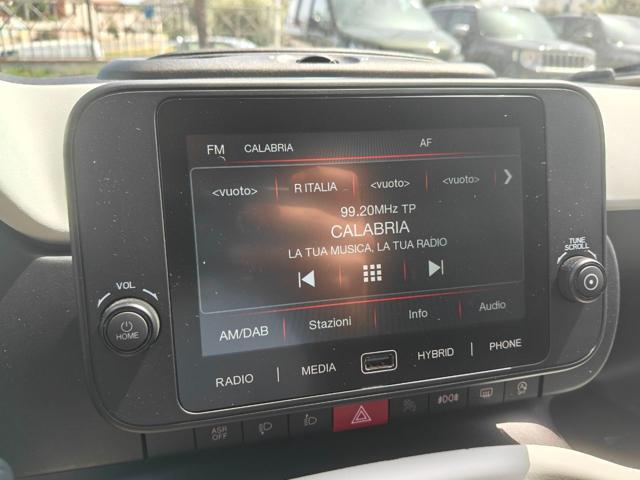 FM CALABRIA AF
<vuoto> R ITALIA <vuoto> <vuoto>
99.20MHz TP
CALABRIA
LA TUA MUSICA, LA TUA RADIO
TUNE
SCROLL
VOL
HOME
AM/DAB Stazioni Info Audio
RADIO | MEDIA HYBRID | PHONE
ASR
OFF